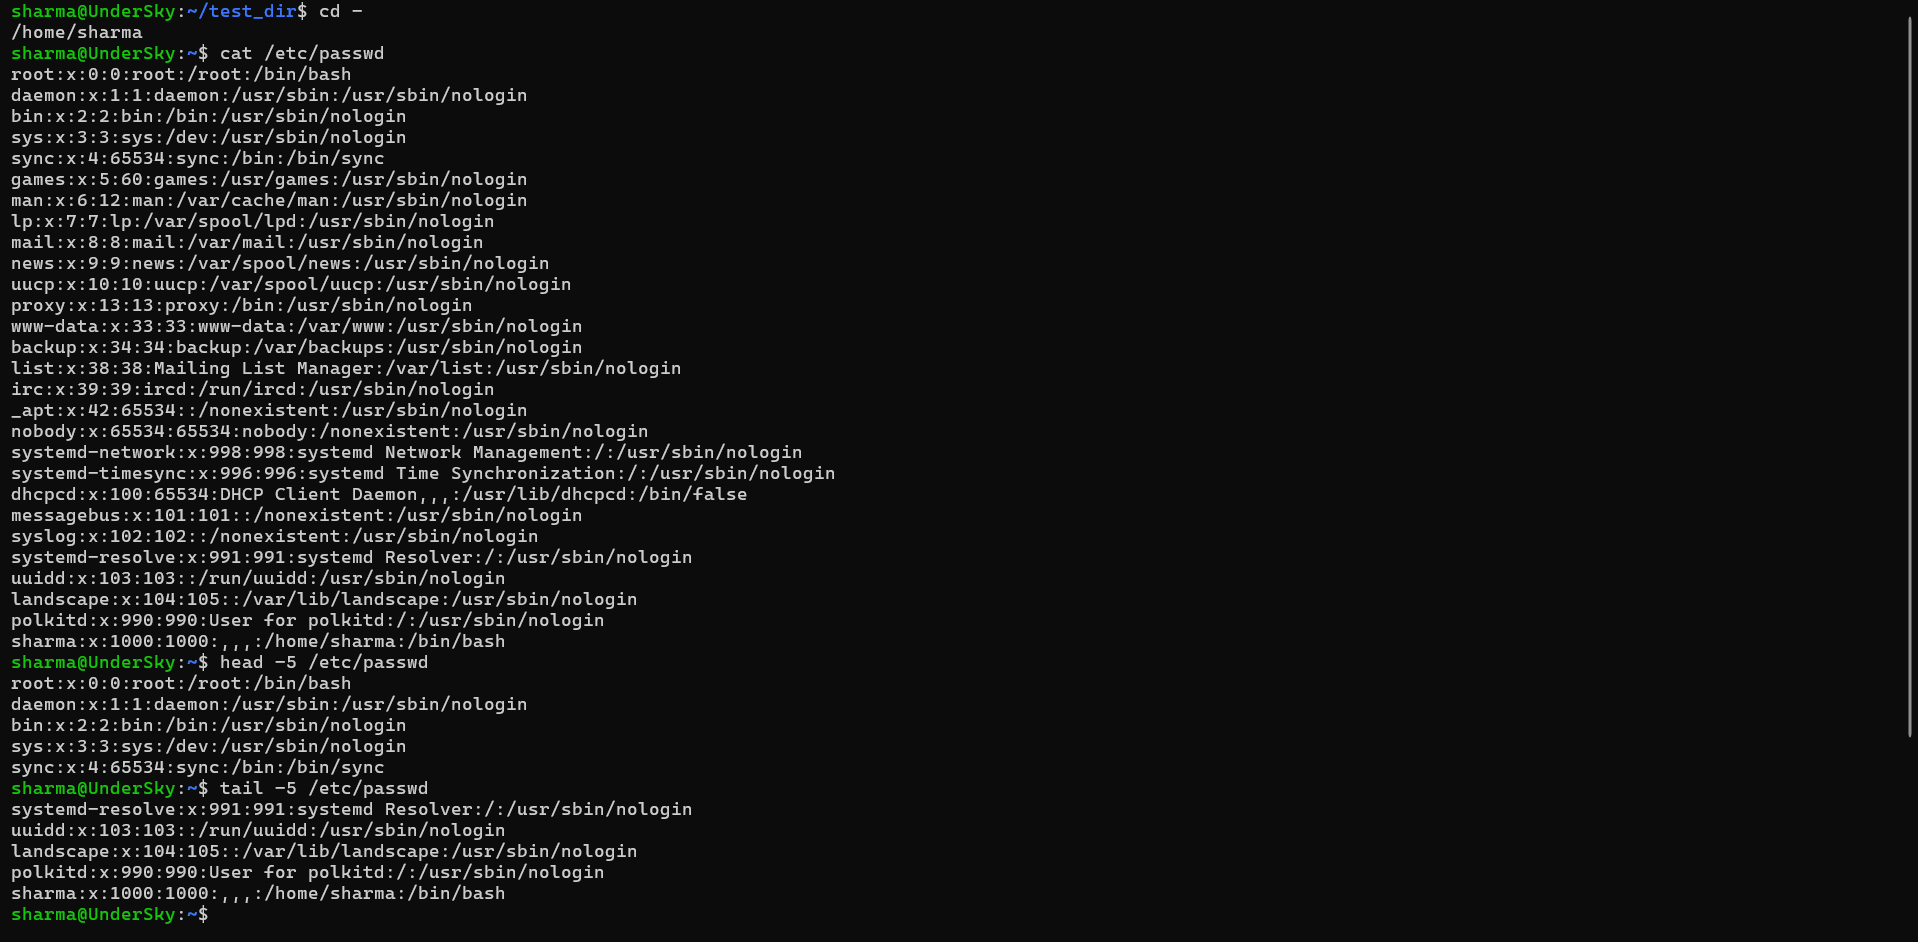 sharma@UnderSky:~/test_dir$ cd -
/home/sharma
sharma@UnderSky:~$ cat /etc/passwd
root:x:0:0:root:/root:/bin/bash
daemon:x:1:1:daemon:/usr/sbin:/usr/sbin/nologin
bin:x:2:2:bin:/bin:/usr/sbin/nologin
sys:x:3:3:sys:/dev:/usr/sbin/nologin
sync:x:4:65534:sync:/bin:/bin/sync
games:x:5:60:games:/usr/games:/usr/sbin/nologin
man:x:6:12:man:/var/cache/man:/usr/sbin/nologin
lp:x:7:7:lp:/var/spool/lpd:/usr/sbin/nologin
mail:x:8:8:mail:/var/mail:/usr/sbin/nologin
news:x:9:9:news:/var/spool/news:/usr/sbin/nologin
uucp:x:10:10:uucp:/var/spool/uucp:/usr/sbin/nologin
proxy:x:13:13:proxy:/bin:/usr/sbin/nologin
www-data:x:33:33:www-data:/var/www:/usr/sbin/nologin
backup:x:34:34:backup:/var/backups:/usr/sbin/nologin
list:x:38:38:Mailing List Manager:/var/list:/usr/sbin/nologin
irc:x:39:39:ircd:/run/ircd:/usr/sbin/nologin
_apt:x:42:65534::/nonexistent:/usr/sbin/nologin
nobody:x:65534:65534:nobody:/nonexistent:/usr/sbin/nologin
systemd-network:x:998:998:systemd Network Management:/:/usr/sbin/nologin
systemd-timesync:x:996:996:systemd Time Synchronization:/:/usr/sbin/nologin
dhcpcd:x:100:65534:DHCP Client Daemon,,,:/usr/lib/dhcpcd:/bin/false
messagebus:x:101:101::/nonexistent:/usr/sbin/nologin
syslog:x:102:102::/nonexistent:/usr/sbin/nologin
systemd-resolve:x:991:991:systemd Resolver:/:/usr/sbin/nologin
uuidd:x:103:103::/run/uuidd:/usr/sbin/nologin
landscape:x:104:105::/var/lib/landscape:/usr/sbin/nologin
polkitd:x:990:990:User for polkitd:/:/usr/sbin/nologin
sharma:x:1000:1000:,,,:/home/sharma:/bin/bash
sharma@UnderSky:~$ head -5 /etc/passwd
root:x:0:0:root:/root:/bin/bash
daemon:x:1:1:daemon:/usr/sbin:/usr/sbin/nologin
bin:x:2:2:bin:/bin:/usr/sbin/nologin
sys:x:3:3:sys:/dev:/usr/sbin/nologin
sync:x:4:65534:sync:/bin:/bin/sync
sharma@UnderSky:~$ tail -5 /etc/passwd
systemd-resolve:x:991:991:systemd Resolver:/:/usr/sbin/nologin
uuidd:x:103:103::/run/uuidd:/usr/sbin/nologin
landscape:x:104:105::/var/lib/landscape:/usr/sbin/nologin
polkitd:x:990:990:User for polkitd:/:/usr/sbin/nologin
sharma:x:1000:1000:,,,:/home/sharma:/bin/bash
sharma@UnderSky:~$